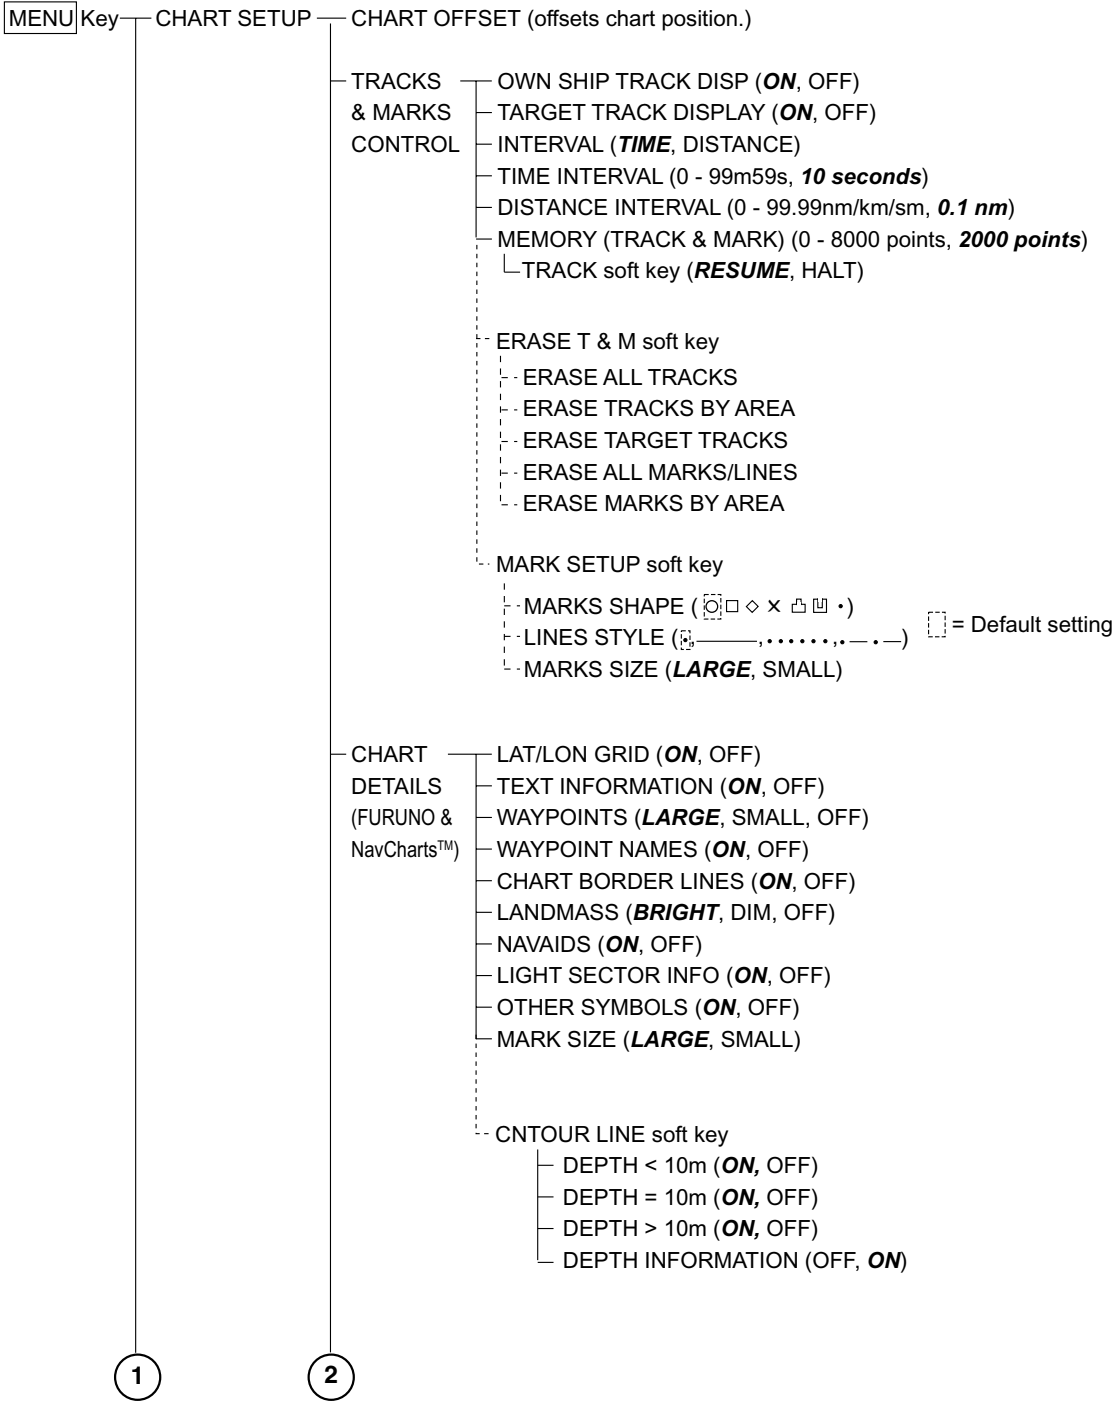 MENU Key CHART SETUP CHART OFFSET (offsets chart position.)
TRACKS & MARKS CONTROL
OWN SHIP TRACK DISP (ON, OFF)
TARGET TRACK DISPLAY (ON, OFF)
INTERVAL (TIME, DISTANCE)
TIME INTERVAL (0 - 99m59s, 10 seconds)
DISTANCE INTERVAL (0 - 99.99nm/km/sm, 0.1 nm)
MEMORY (TRACK & MARK) (0 - 8000 points, 2000 points)
TRACK soft key (RESUME, HALT)
ERASE T & M soft key
ERASE ALL TRACKS
ERASE TRACKS BY AREA
ERASE TARGET TRACKS
ERASE ALL MARKS/LINES
ERASE MARKS BY AREA
MARK SETUP soft key
MARKS SHAPE ( )
LINES STYLE ( , , , )
MARKS SIZE (LARGE, SMALL)
= Default setting
CHART DETAILS (FURUNO & NavCharts™)
LAT/LON GRID (ON, OFF)
TEXT INFORMATION (ON, OFF)
WAYPOINTS (LARGE, SMALL, OFF)
WAYPOINT NAMES (ON, OFF)
CHART BORDER LINES (ON, OFF)
LANDMASS (BRIGHT, DIM, OFF)
NAVAIDS (ON, OFF)
LIGHT SECTOR INFO (ON, OFF)
OTHER SYMBOLS (ON, OFF)
MARK SIZE (LARGE, SMALL)
CNTOUR LINE soft key
DEPTH < 10m (ON, OFF)
DEPTH = 10m (ON, OFF)
DEPTH > 10m (ON, OFF)
DEPTH INFORMATION (OFF, ON)
1 2